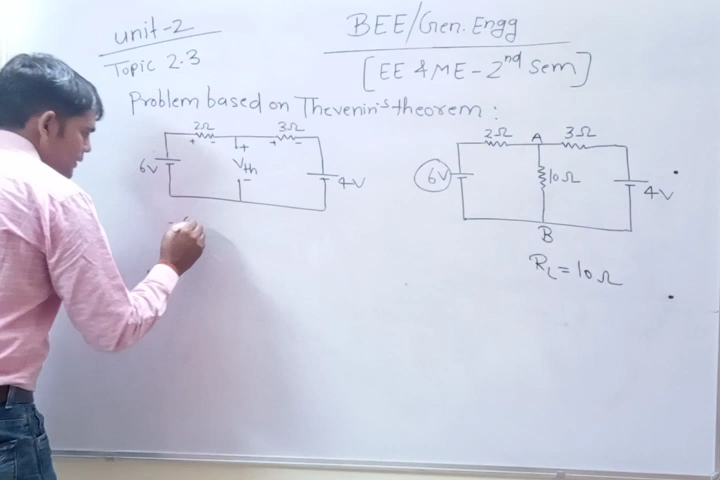 unit-2
BEE/Gen. Engg
Topic 2.3
[EE & ME - 2nd Sem]
Problem based on Thevenin's theorem :
2Ω 3Ω
+ - + + -
6V Vth 4V
-
2Ω A 3Ω
6V 10Ω 4V
B
RL = 10Ω